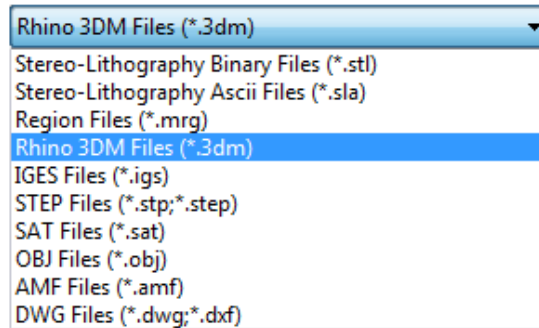 Rhino 3DM Files (*.3dm)
Stereo-Lithography Binary Files (*.stl)
Stereo-Lithography Ascii Files (*.sla)
Region Files (*.mrg)
Rhino 3DM Files (*.3dm)
IGES Files (*.igs)
STEP Files (*.stp;*.step)
SAT Files (*.sat)
OBJ Files (*.obj)
AMF Files (*.amf)
DWG Files (*.dwg;*.dxf)